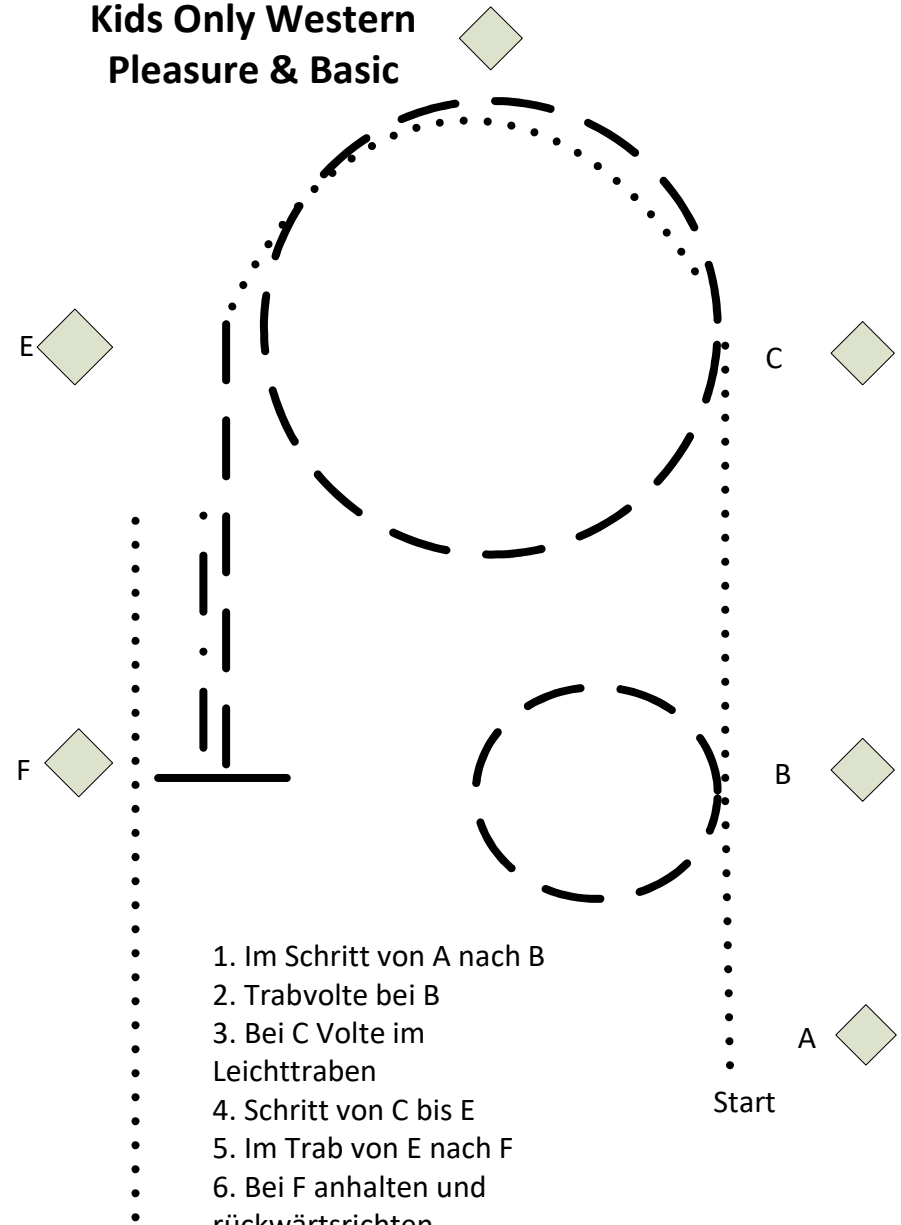 Kids Only Western
Pleasure & Basic
E
C
F
B
A
Start
1. Im Schritt von A nach B
2. Trabvolte bei B
3. Bei C Volte im
Leichttraben
4. Schritt von C bis E
5. Im Trab von E nach F
6. Bei F anhalten und
rückwärtsrichten